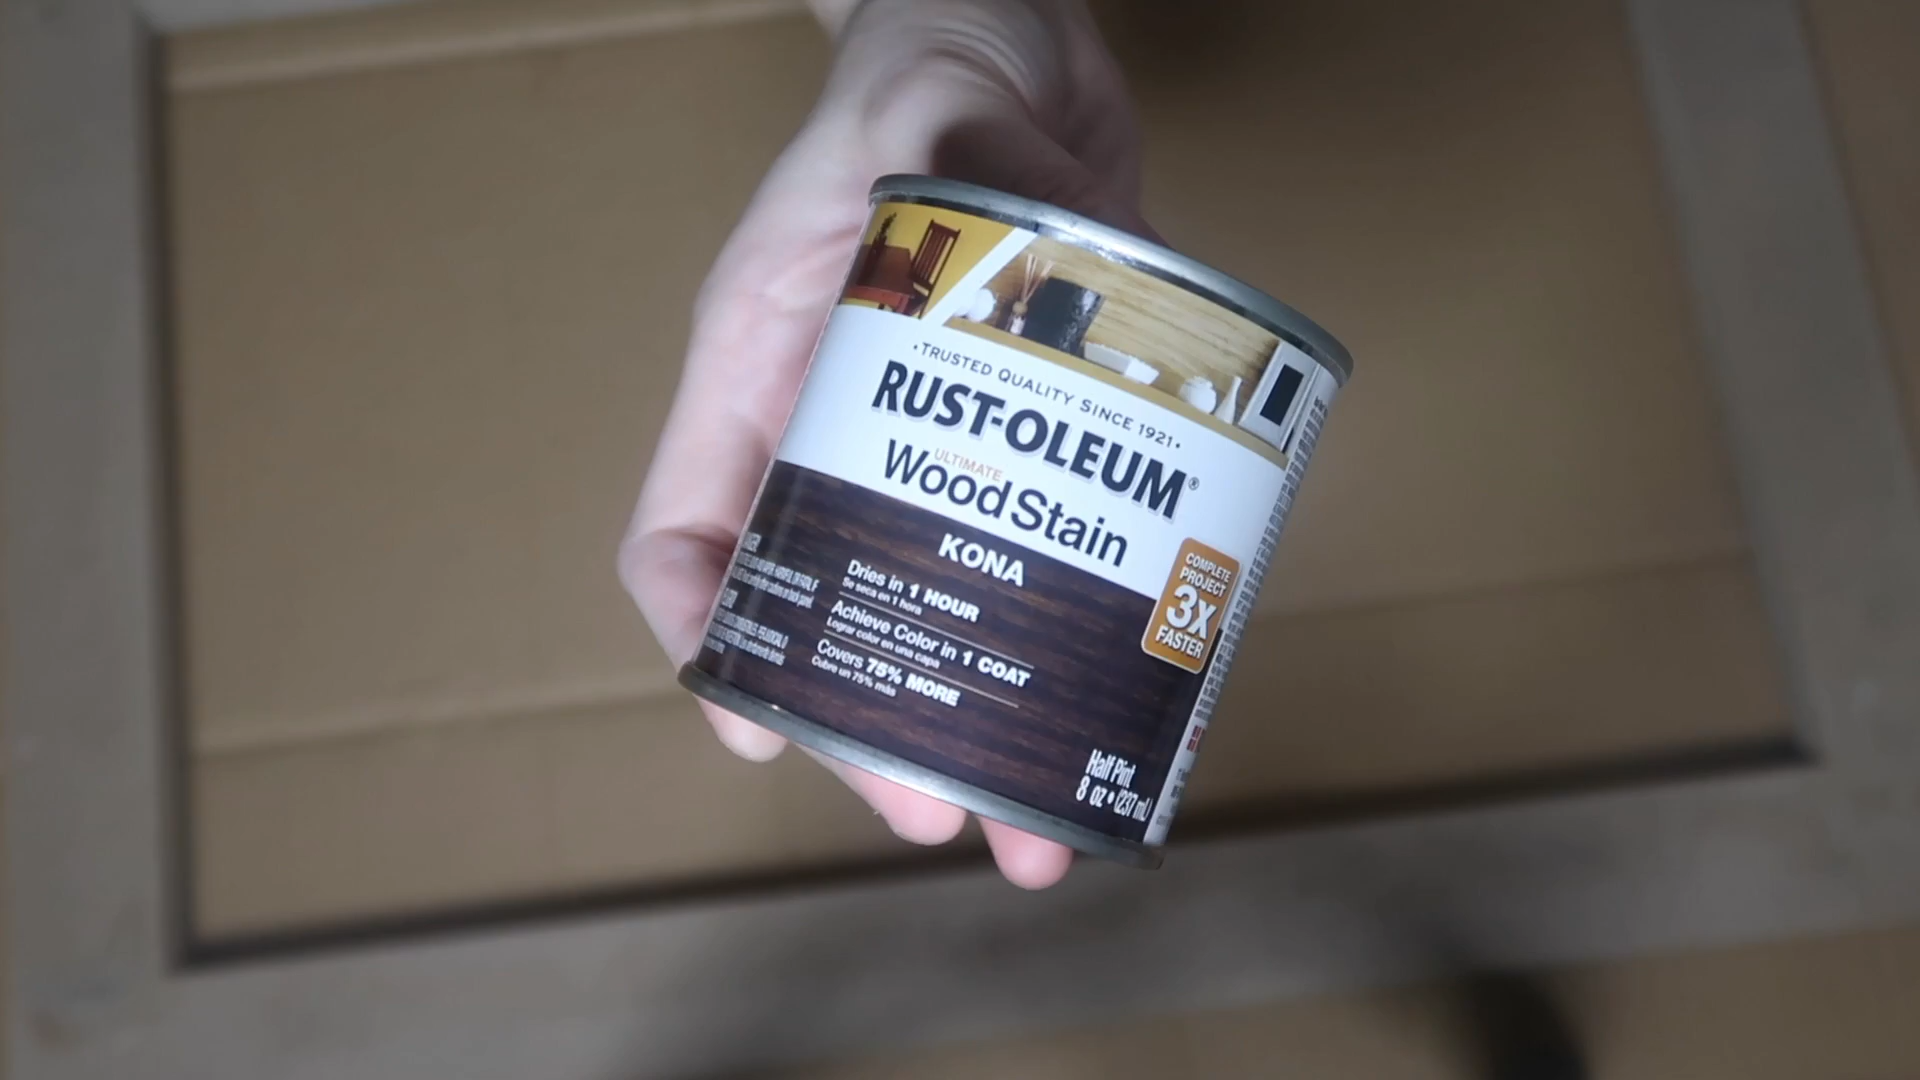 •TRUSTED QUALITY SINCE 1921•
RUST-OLEUM®
ULTIMATE
Wood Stain
KONA
Dries in 1 HOUR
Se seca en 1 hora
Achieve Color in 1 COAT
Lograr color en una capa
Covers 75% MORE
Cubre un 75% más
COMPLETE
PROJECT
3X
FASTER
Half Pint
8 oz • (237 mL)